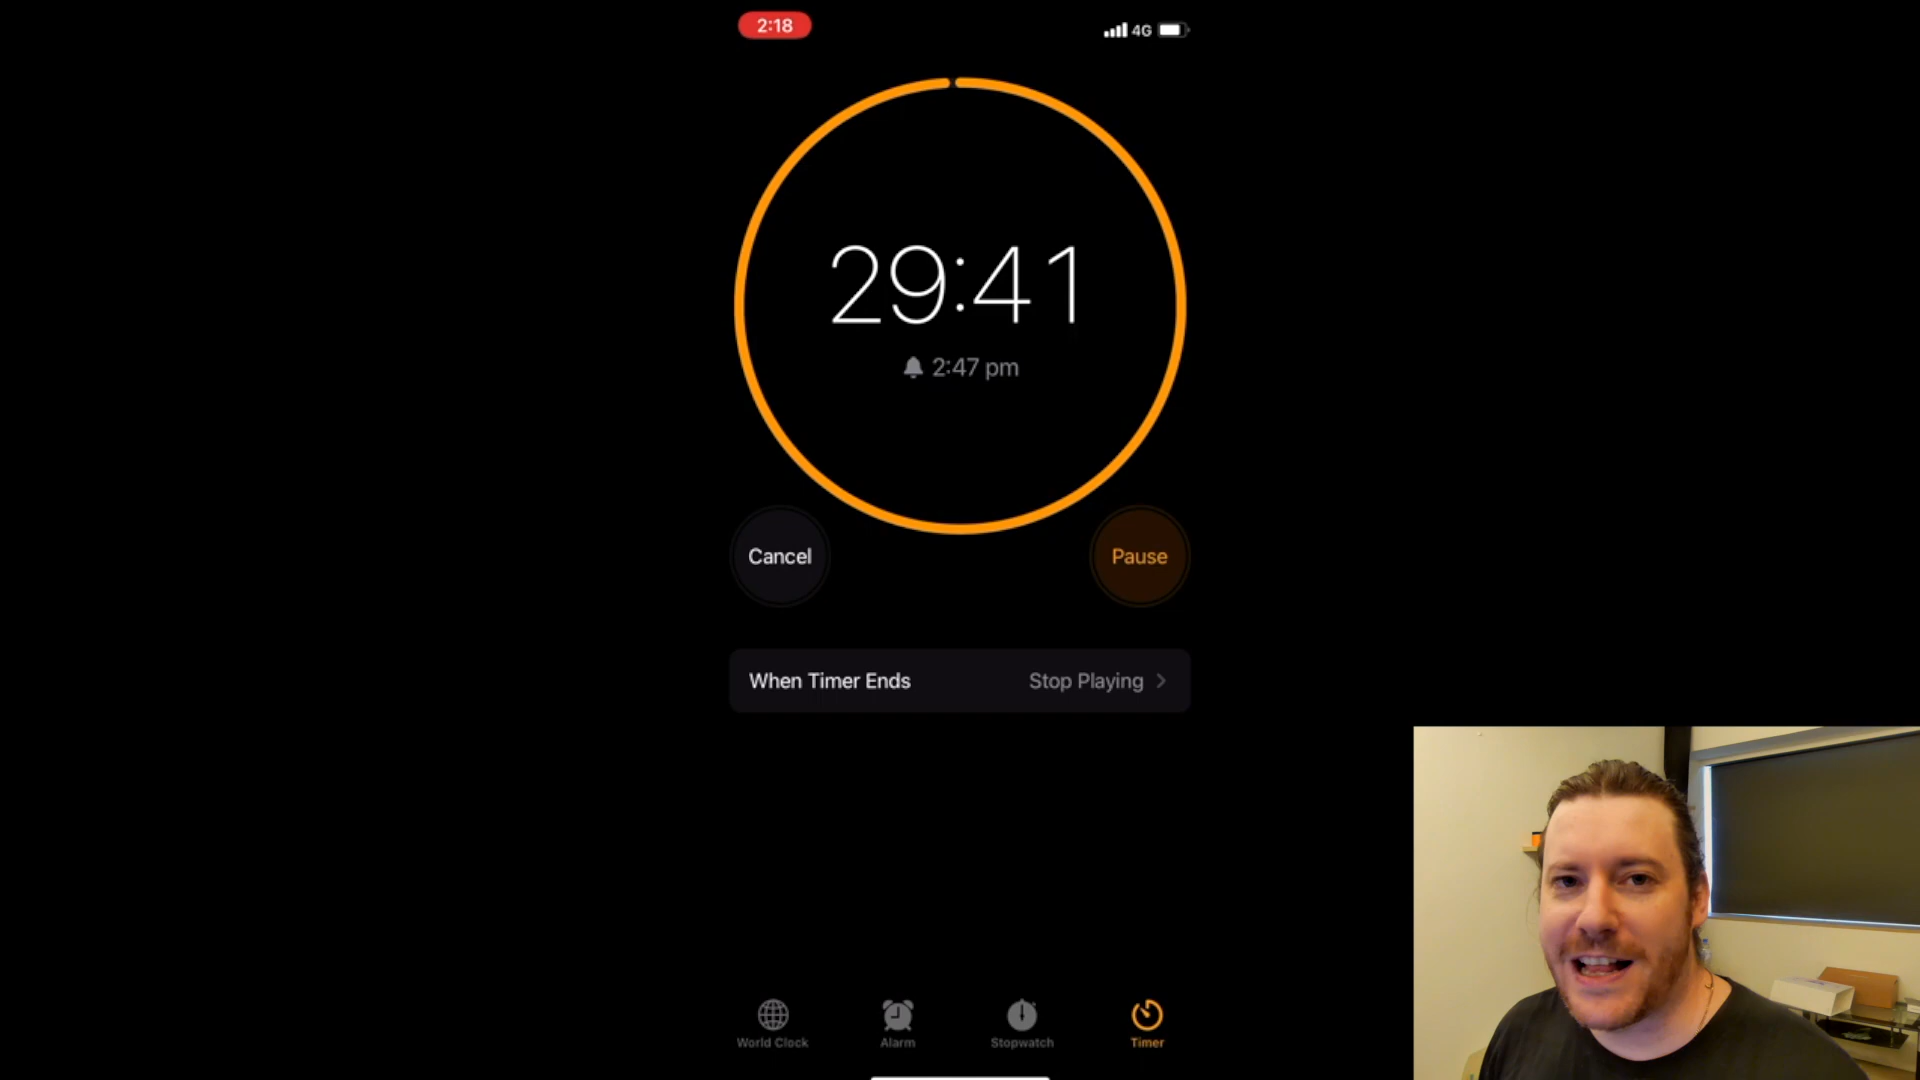 2:18 4G
29:41
2:47 pm
Cancel Pause
When Timer Ends Stop Playing
World Clock Alarm Stopwatch Timer